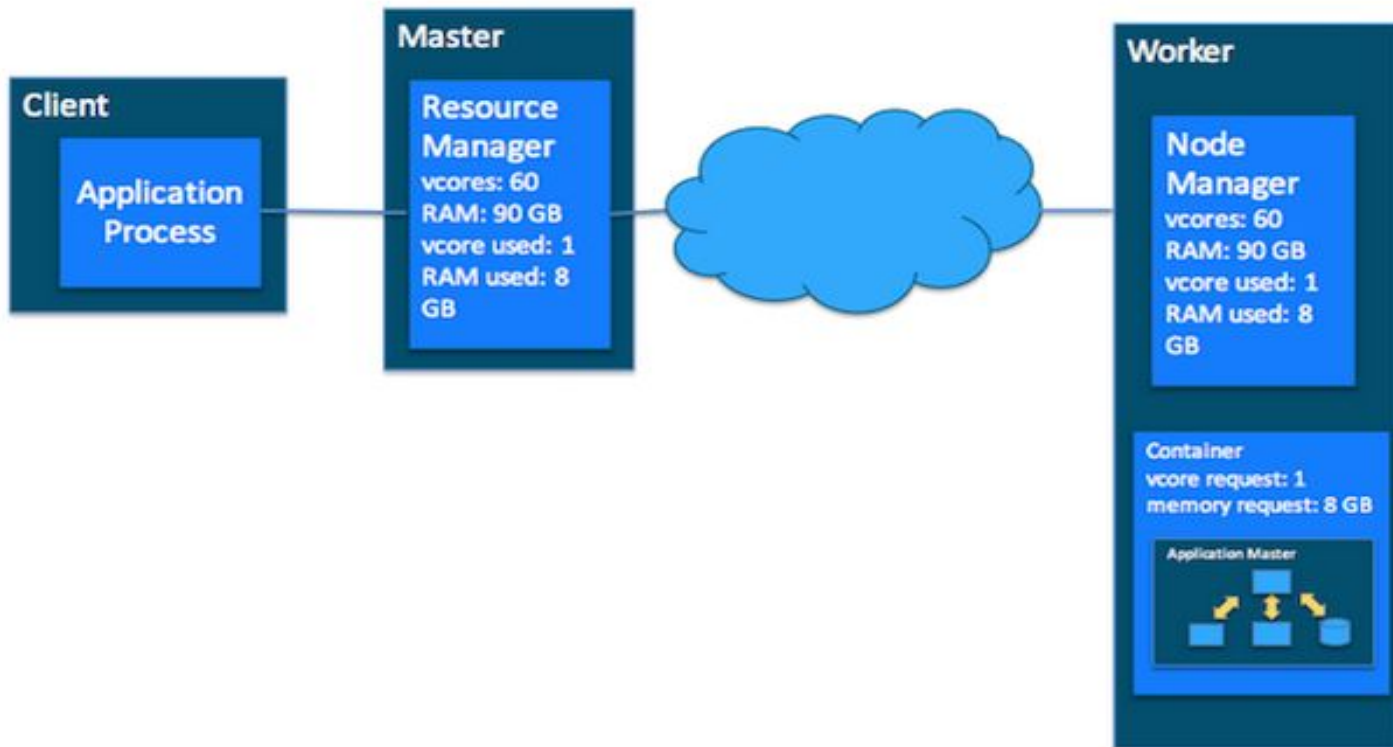 Client
Application
Process
Master
Resource
Manager
vcores: 60
RAM: 90 GB
vcore used: 1
RAM used: 8
GB
Worker
Node
Manager
vcores: 60
RAM: 90 GB
vcore used: 1
RAM used: 8
GB
Container
vcore request: 1
memory request: 8 GB
Application Master